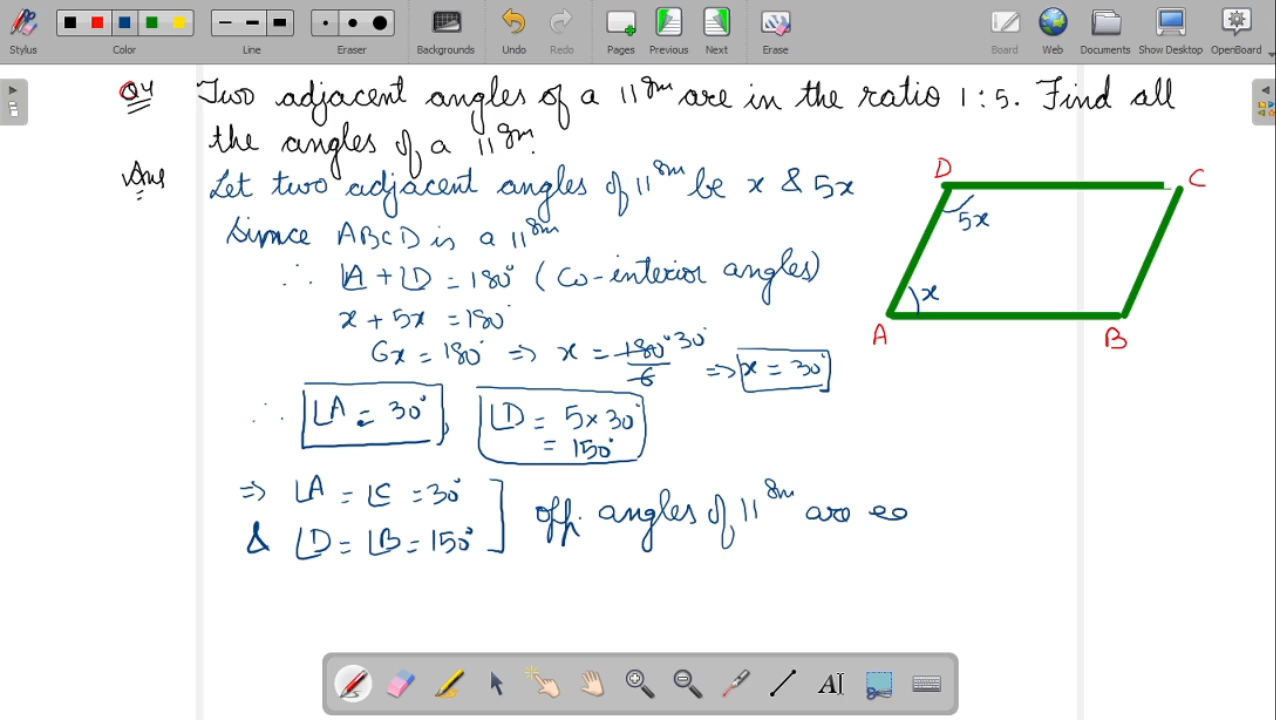 Stylus Color Line Eraser Backgrounds Undo Redo Pages Previous Next Erase Board Web Documents Show Desktop OpenBoard
Q4 Two adjacent angles of a ||gm are in the ratio 1:5. Find all
the angles of a ||gm.
Ans Let two adjacent angles of ||gm be x & 5x
Since ABCD is a ||gm
∴ ∠A + ∠D = 180° (Co-interior angles)
x + 5x = 180°
6x = 180° => x = 180°/6 30° => x = 30°
∴ ∠A = 30°, ∠D = 5x30°
= 150°
=> ∠A = ∠C = 30°
& ∠D = ∠B = 150° ] opp. angles of ||gm are
D
C
5x
x
A
B
AI